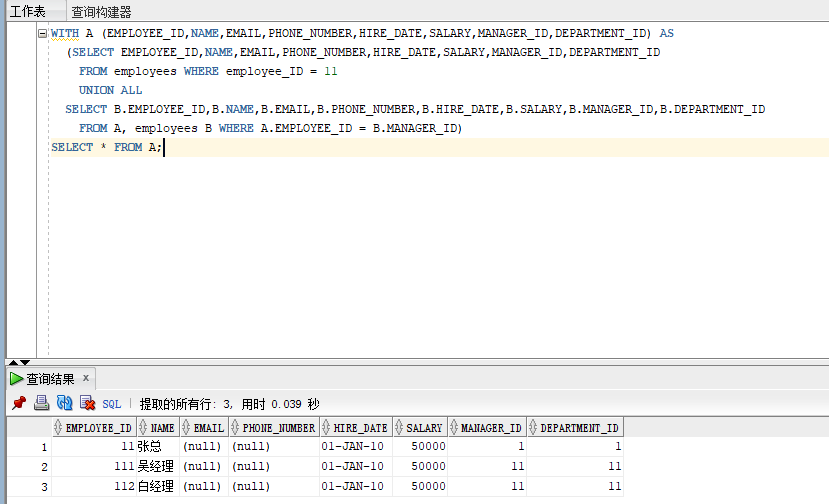 工作表 查询构建器
WITH A (EMPLOYEE_ID,NAME,EMAIL,PHONE_NUMBER,HIRE_DATE,SALARY,MANAGER_ID,DEPARTMENT_ID) AS
(SELECT EMPLOYEE_ID,NAME,EMAIL,PHONE_NUMBER,HIRE_DATE,SALARY,MANAGER_ID,DEPARTMENT_ID
FROM employees WHERE employee_ID = 11
UNION ALL
SELECT B.EMPLOYEE_ID,B.NAME,B.EMAIL,B.PHONE_NUMBER,B.HIRE_DATE,B.SALARY,B.MANAGER_ID,B.DEPARTMENT_ID
FROM A, employees B WHERE A.EMPLOYEE_ID = B.MANAGER_ID)
SELECT * FROM A;
查询结果 x
SQL | 提取的所有行: 3, 用时 0.039 秒
EMPLOYEE_ID NAME EMAIL PHONE_NUMBER HIRE_DATE SALARY MANAGER_ID DEPARTMENT_ID
1 11 张总 (null) (null) 01-JAN-10 50000 1 1
2 111 吴经理 (null) (null) 01-JAN-10 50000 11 11
3 112 白经理 (null) (null) 01-JAN-10 50000 11 11